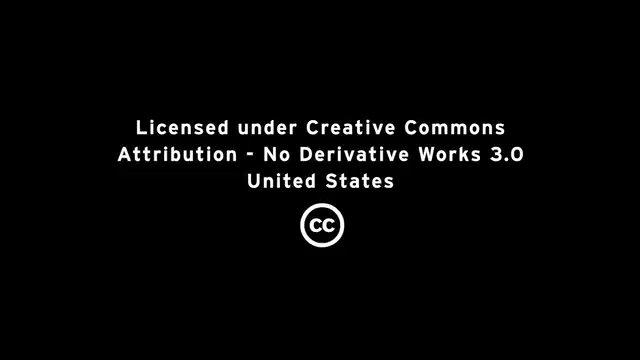 Licensed under Creative Commons
Attribution - No Derivative Works 3.0
United States
cc